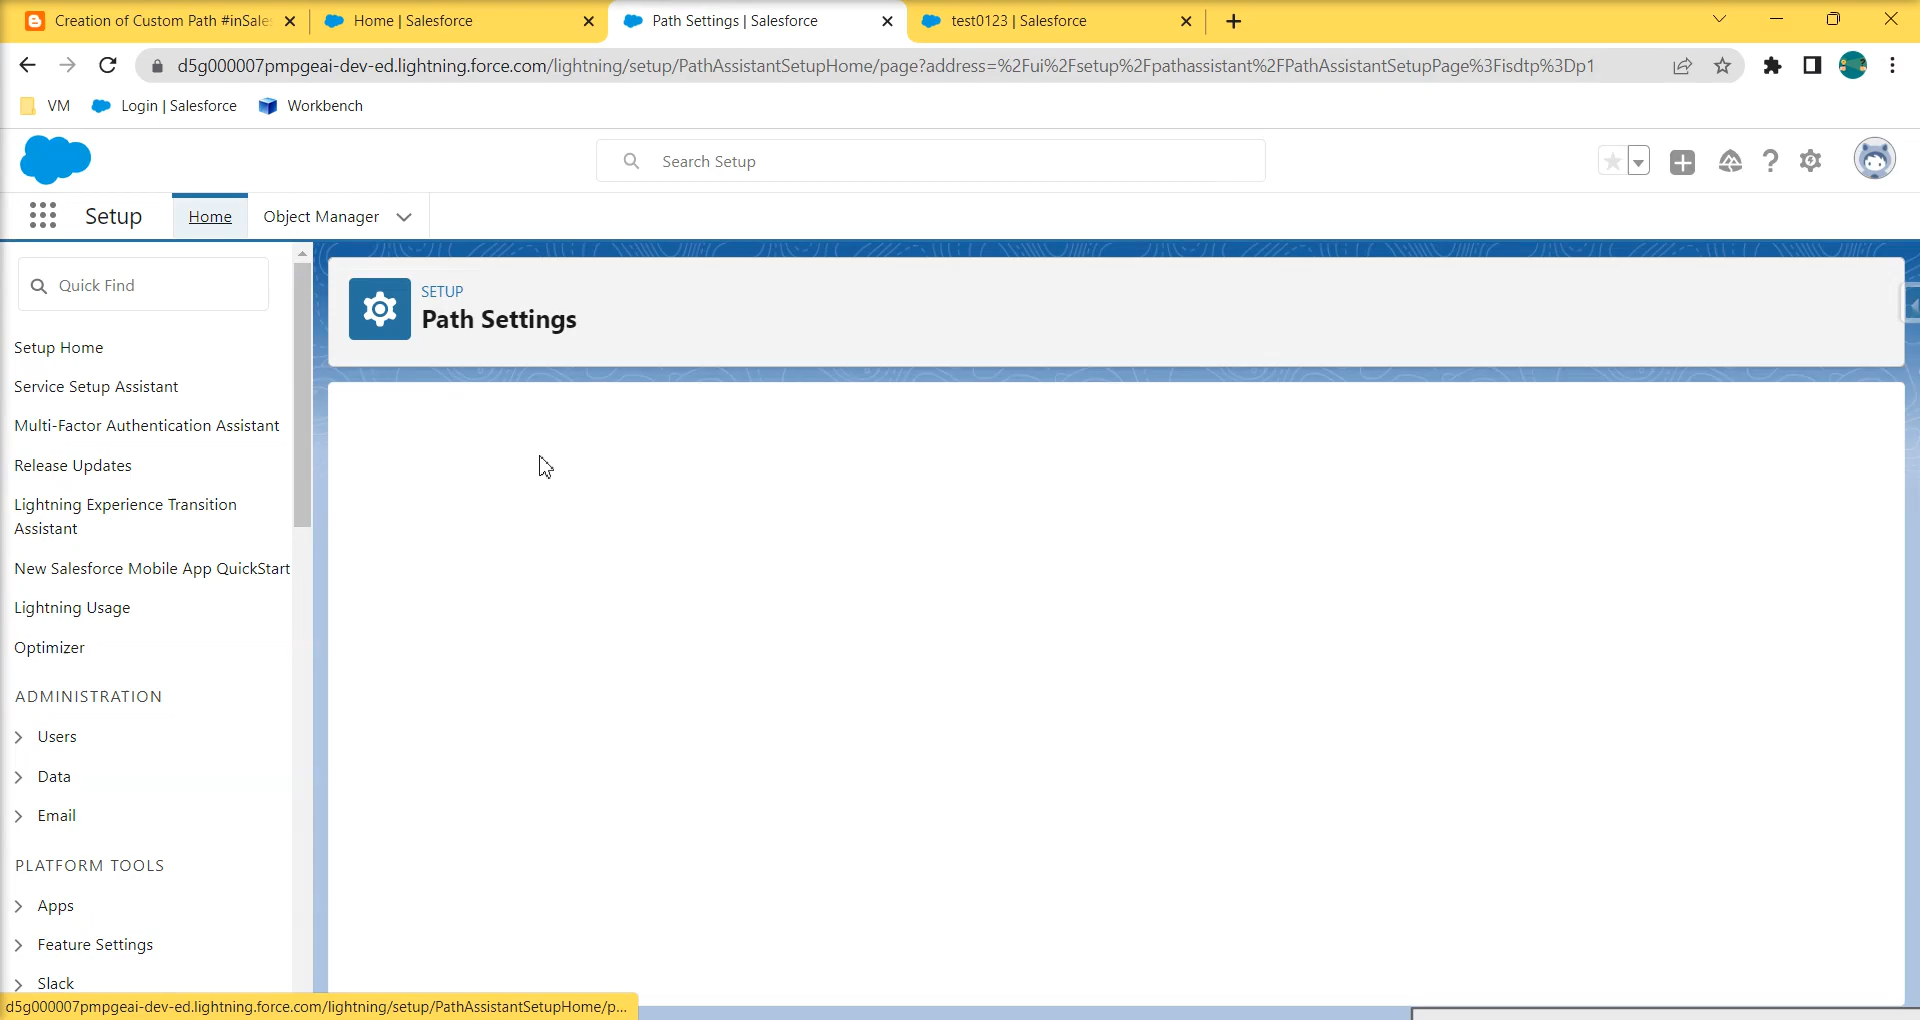 Creation of Custom Path #inSale
Home | Salesforce
Path Settings | Salesforce
test0123 | Salesforce
d5g000007pmpgeai-dev-ed.lightning.force.com/lightning/setup/PathAssistantSetupHome/page?address=%2Fui%2Fsetup%2Fpathassistant%2FPathAssistantSetupPage%3Fisdtp%3Dp1
VM
Login | Salesforce
Workbench
Search Setup
Setup
Home
Object Manager
Quick Find
SETUP
Path Settings
Setup Home
Service Setup Assistant
Multi-Factor Authentication Assistant
Release Updates
Lightning Experience Transition
Assistant
New Salesforce Mobile App QuickStart
Lightning Usage
Optimizer
ADMINISTRATION
Users
Data
Email
PLATFORM TOOLS
Apps
Feature Settings
Slack
d5g000007pmpgeai-dev-ed.lightning.force.com/lightning/setup/PathAssistantSetupHome/p...